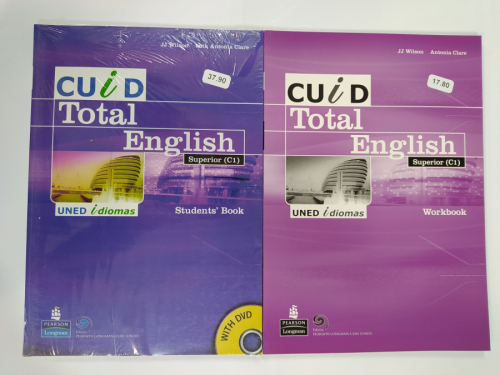 JJ Wilson with Antonia Clare
37.90
CUiD
Total
English
Superior (C1)
UNED idiomas
Students' Book
PEARSON
Longman
WITH DVD
JJ Wilson Antonia Clare
17.80
CUiD
Total
English
Superior (C1)
UNED idiomas
Workbook
PEARSON
Longman